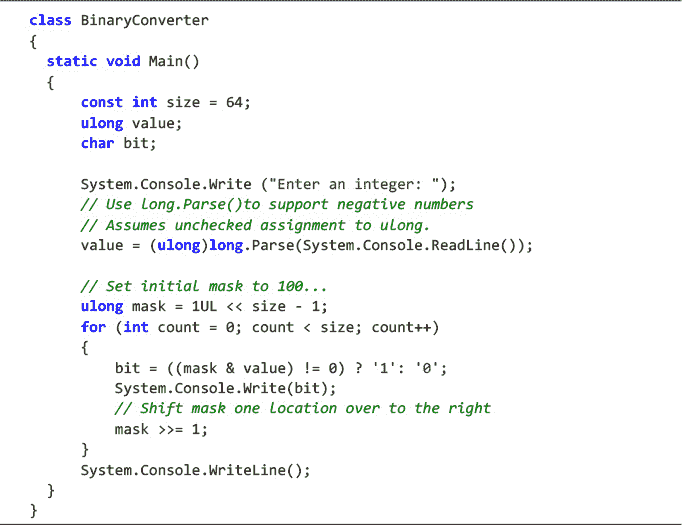 class BinaryConverter
{
static void Main()
{
const int size = 64;
ulong value;
char bit;
System.Console.Write ("Enter an integer: ");
// Use long.Parse()to support negative numbers
// Assumes unchecked assignment to ulong.
value = (ulong)long.Parse(System.Console.ReadLine());
// Set initial mask to 100...
ulong mask = 1UL << size - 1;
for (int count = 0; count < size; count++)
{
bit = ((mask & value) != 0) ? '1': '0';
System.Console.Write(bit);
// Shift mask one location over to the right
mask >>= 1;
}
System.Console.WriteLine();
}
}